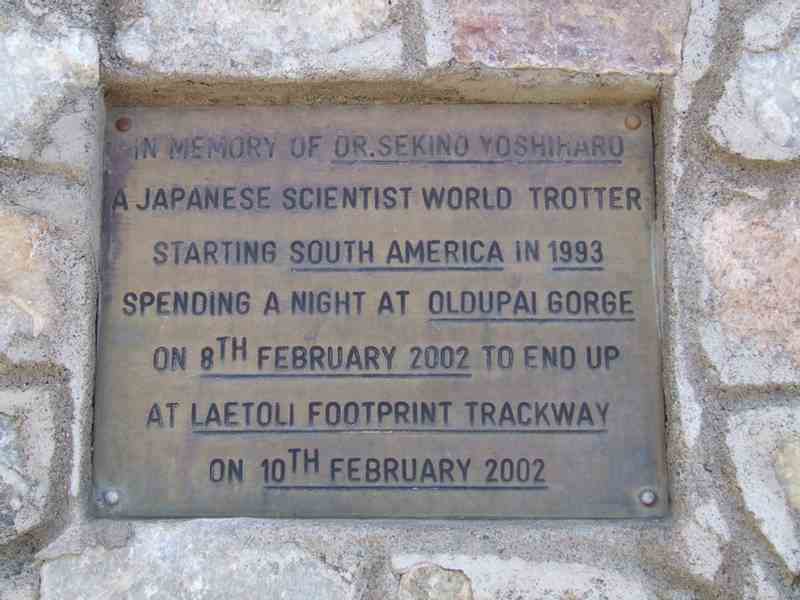 IN MEMORY OF DR.SEKINO YOSHIHARU
A JAPANESE SCIENTIST WORLD TROTTER
STARTING SOUTH AMERICA IN 1993
SPENDING A NIGHT AT OLDUPAI GORGE
ON 8TH FEBRUARY 2002 TO END UP
AT LAETOLI FOOTPRINT TRACKWAY
ON 10TH FEBRUARY 2002